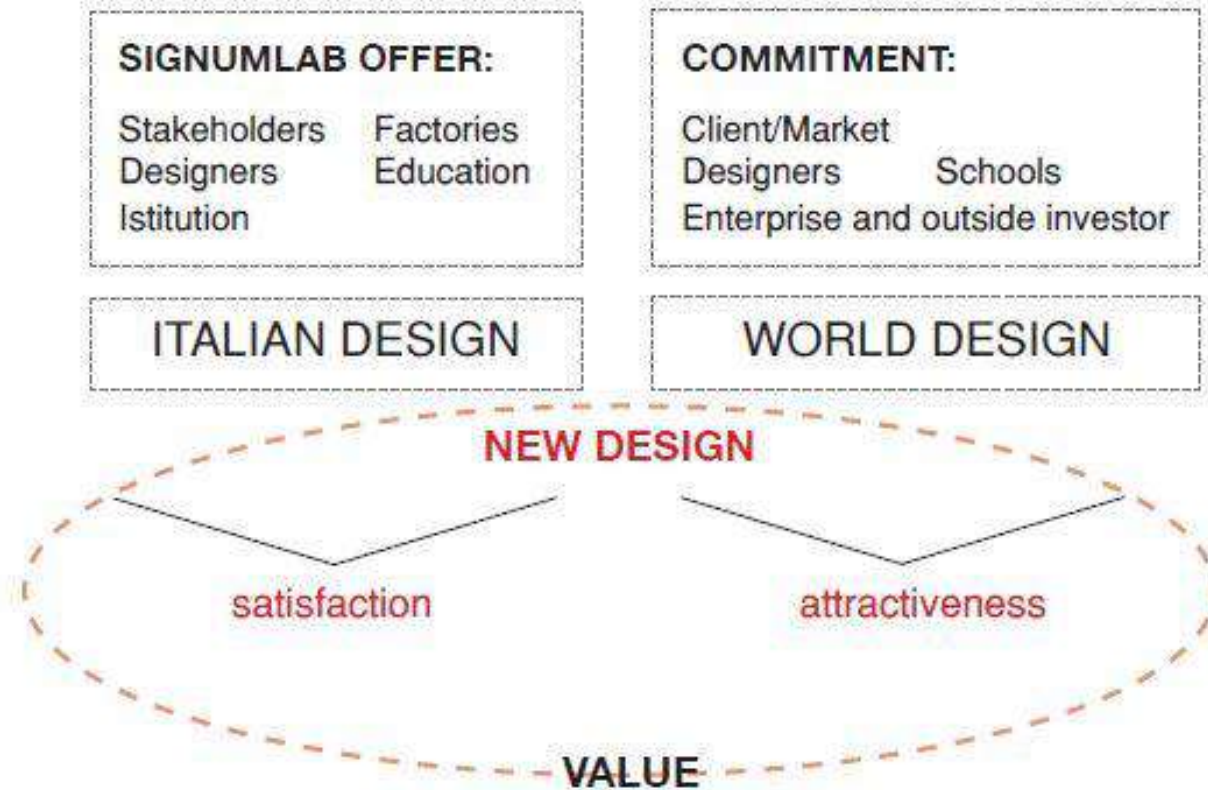 SIGNUMLAB OFFER:
Stakeholders Factories
Designers Education
Istitution
COMMITMENT:
Client/Market
Designers Schools
Enterprise and outside investor
ITALIAN DESIGN
WORLD DESIGN
NEW DESIGN
satisfaction
attractiveness
VALUE